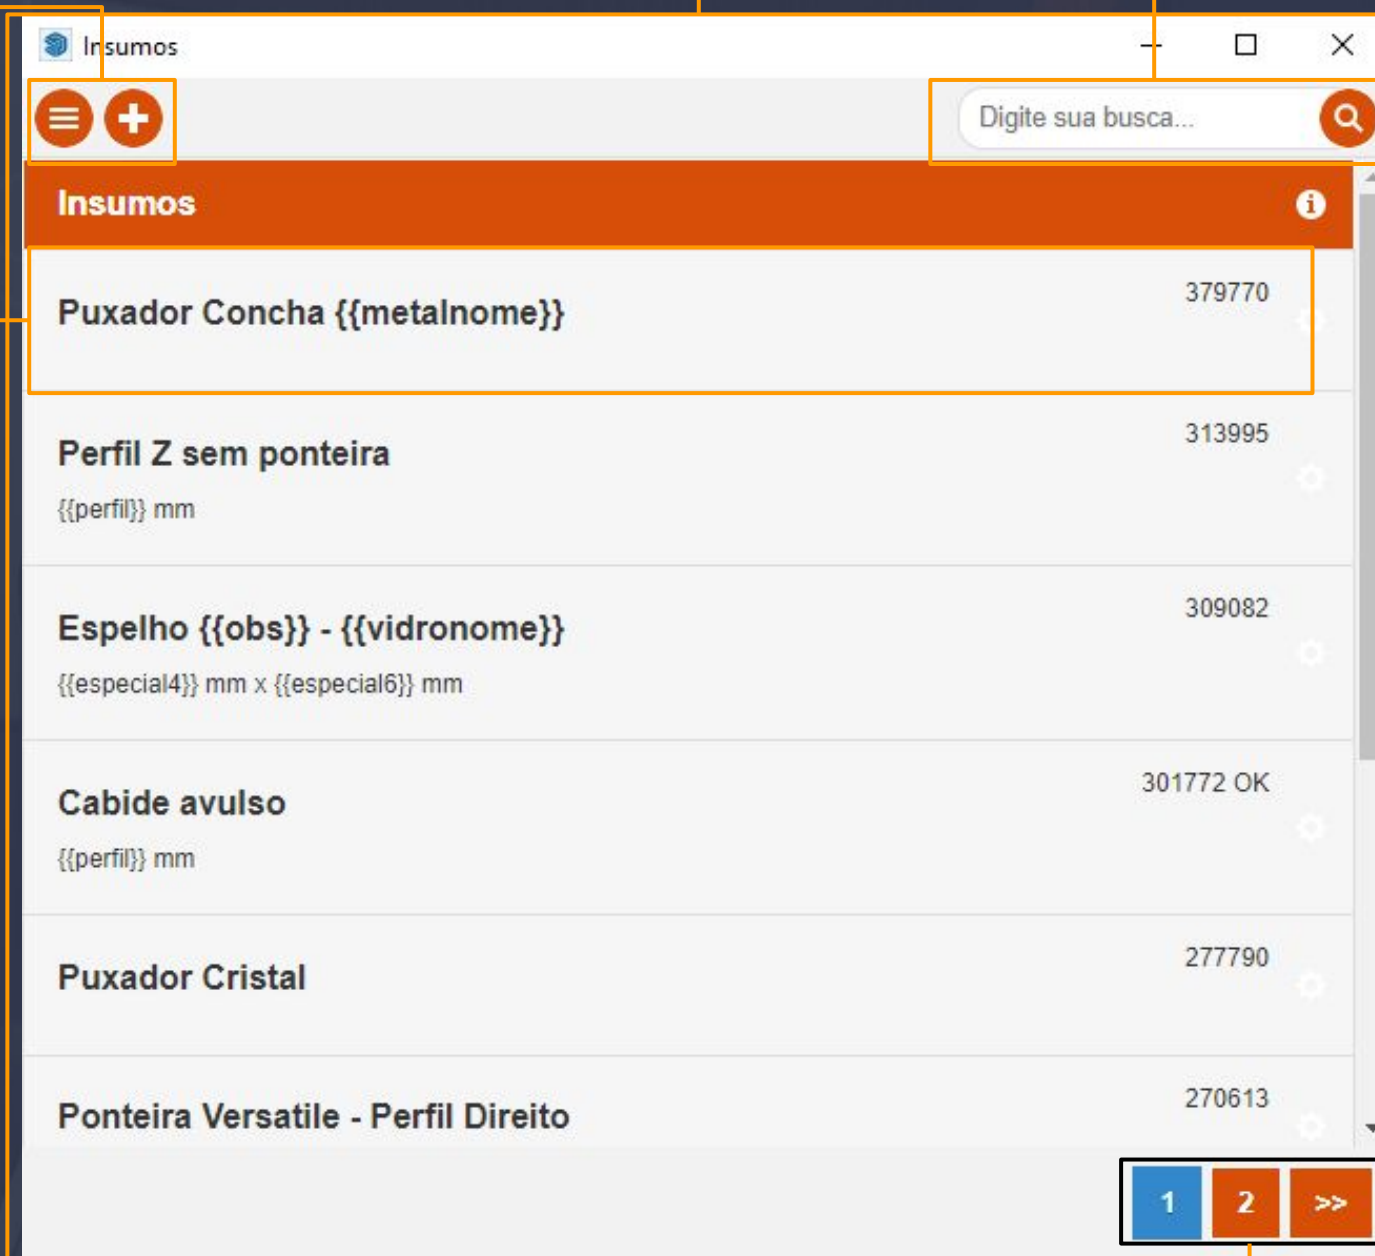 Insumos
Digite sua busca...
Insumos
Puxador Concha {{metalnome}}
379770
Perfil Z sem ponteira
313995
{{perfil}} mm
Espelho {{obs}} - {{vidronome}}
309082
{{especial4}} mm x {{especial6}} mm
Cabide avulso
301772 OK
{{perfil}} mm
Puxador Cristal
277790
Ponteira Versatile - Perfil Direito
270613
1 2 >>